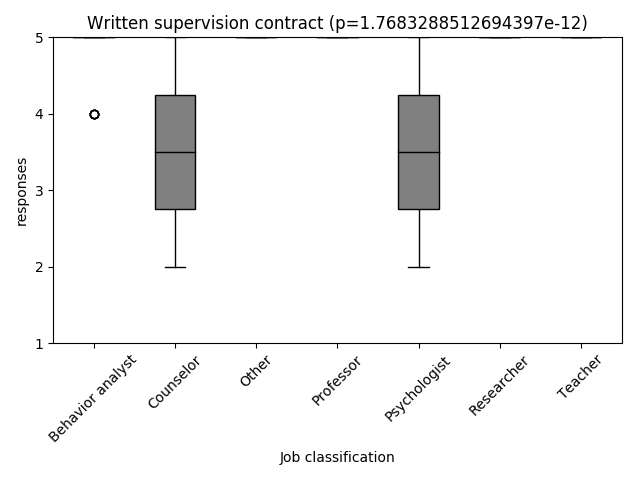 Written supervision contract (p=1.7683288512694397e-12)
5
4
3
2
1
responses
Behavior analyst
Counselor
Other
Professor
Psychologist
Researcher
Teacher
Job classification